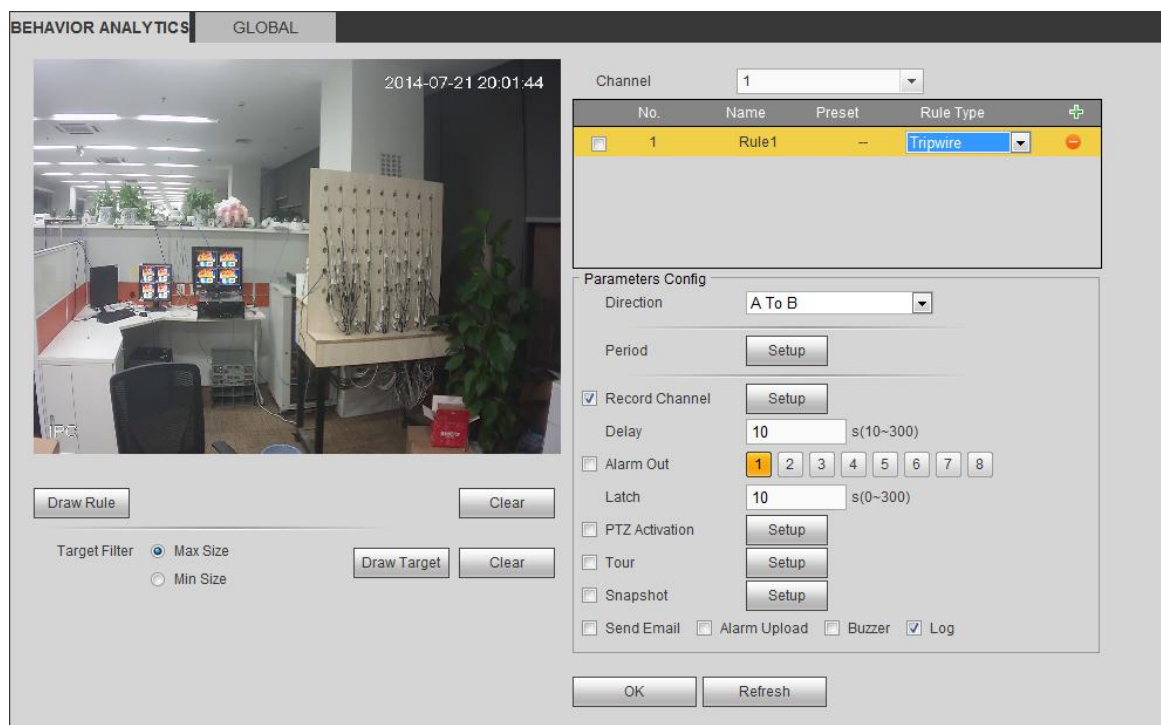 BEHAVIOR ANALYTICS GLOBAL
2014-07-21 20:01:44
IPC
Draw Rule Clear
Target Filter Max Size Draw Target Clear
Min Size
Channel 1
No. Name Preset Rule Type
1 Rule1 -- Tripwire
Parameters Config
Direction A To B
Period Setup
Record Channel Setup
Delay 10 s(10~300)
Alarm Out 1 2 3 4 5 6 7 8
Latch 10 s(0~300)
PTZ Activation Setup
Tour Setup
Snapshot Setup
Send Email Alarm Upload Buzzer Log
OK Refresh